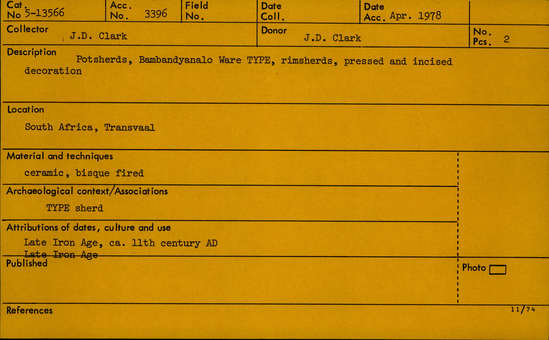 Cat. No 5-13566 Acc. No. 3396 Field No. Date Coll. Date Acc. Apr. 1978
Collector J.D. Clark Donor J.D. Clark No. Pcs. 2
Description Potsherds, Bambandyanalo Ware TYPE, rimsherds, pressed and incised
decoration
Location
South Africa, Transvaal
Material and techniques
ceramic, bisque fired
Archaeological context/Associations
TYPE sherd
Attributions of dates, culture and use
Late Iron Age, ca. 11th century AD
Late Iron Age
Published Photo
References 11/74